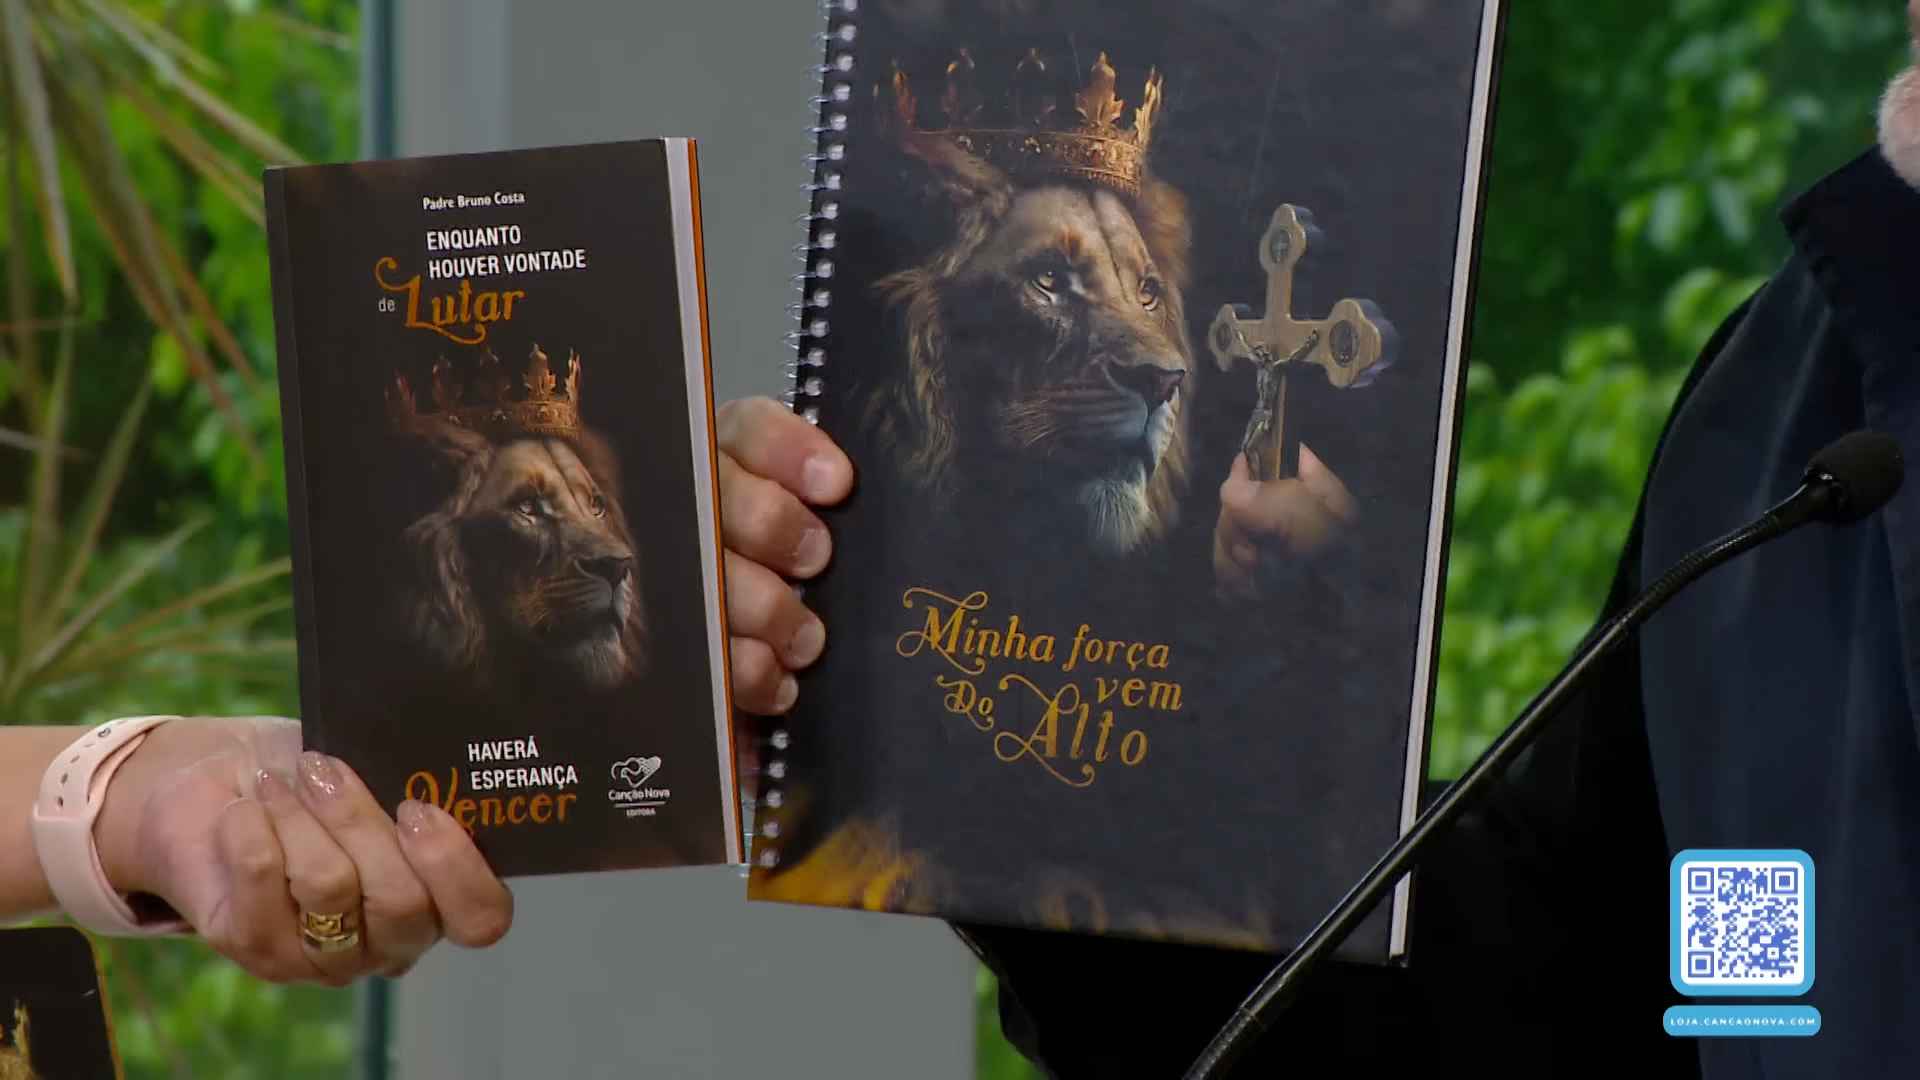 Padre Bruno Costa
ENQUANTO
HOUVER VONTADE
de Lutar
HAVERÁ
ESPERANÇA
Vencer
Canção Nova
EDITORA
Minha força
vem
Do Alto
LOJA.CANCAONOVA.COM